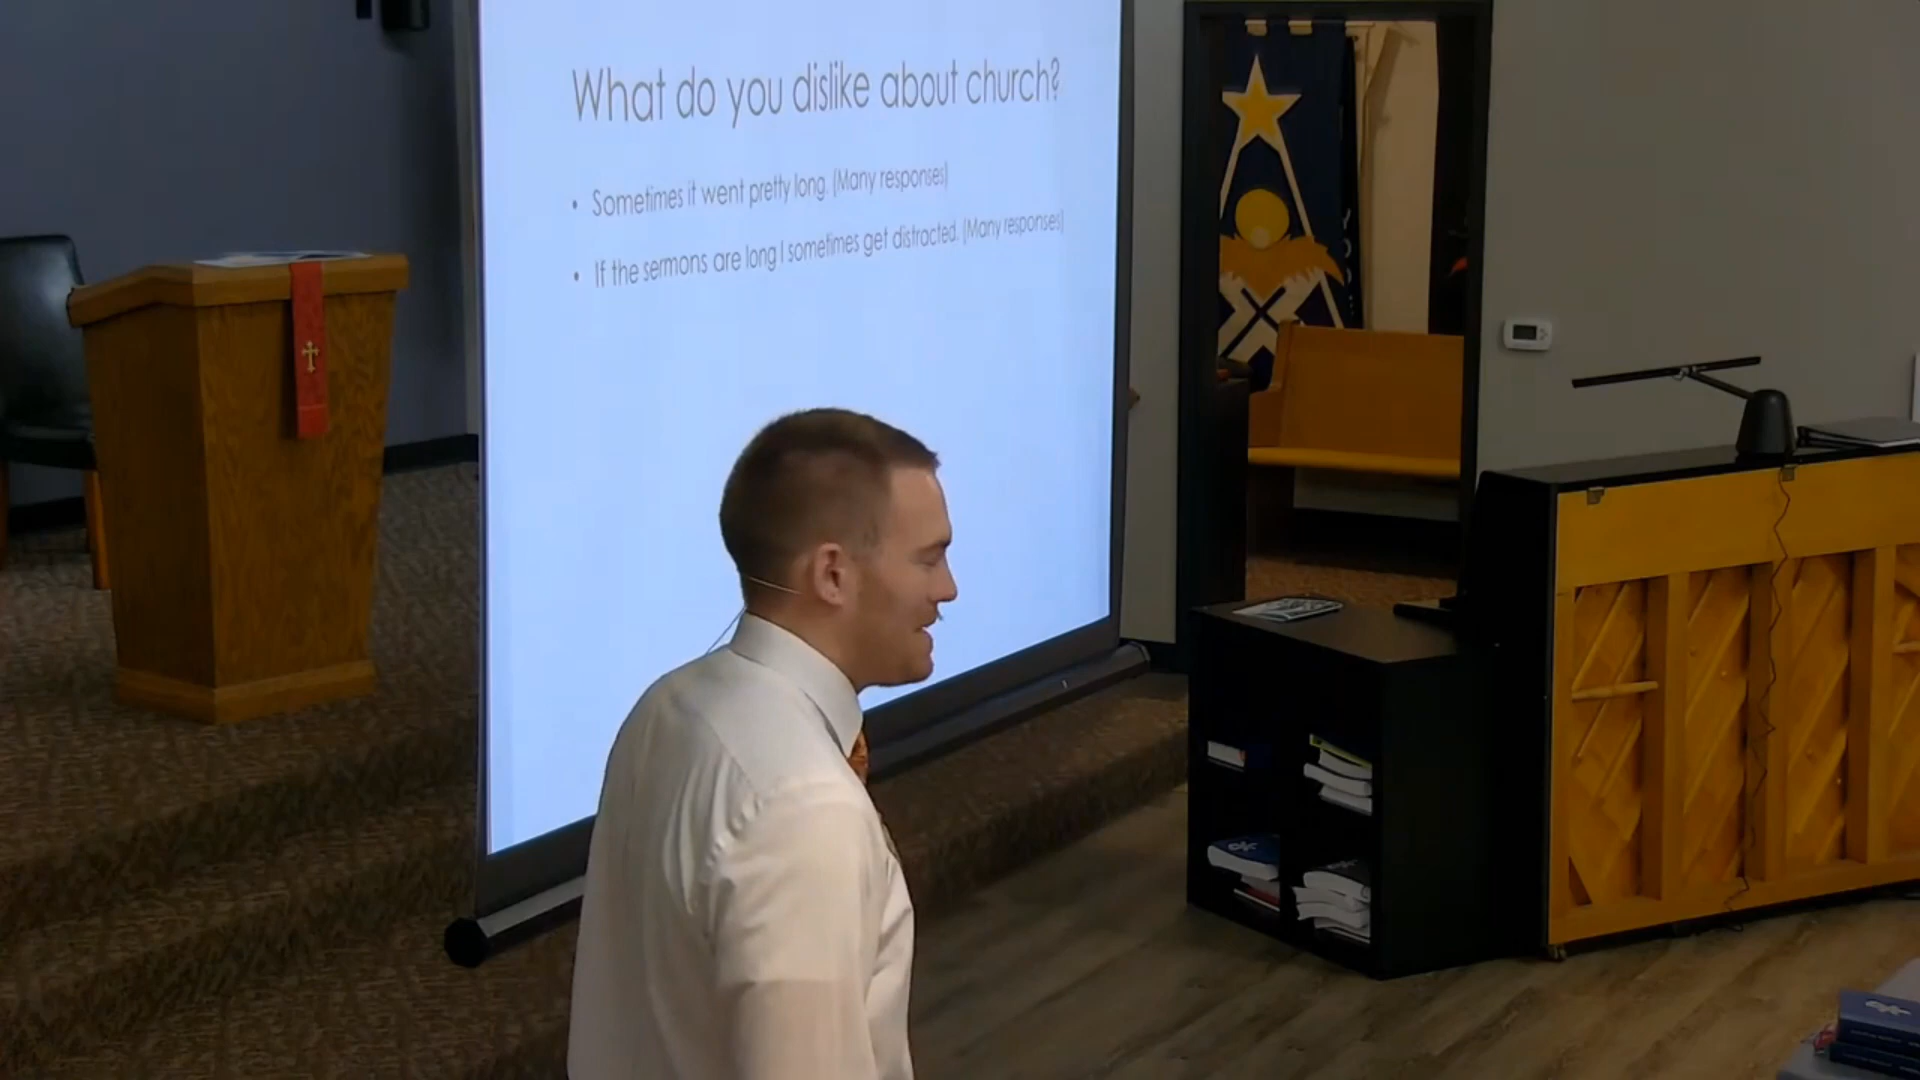 What do you dislike about church?
• Sometimes it went pretty long. (Many responses)
• If the sermons are long I sometimes get distracted. (Many responses)